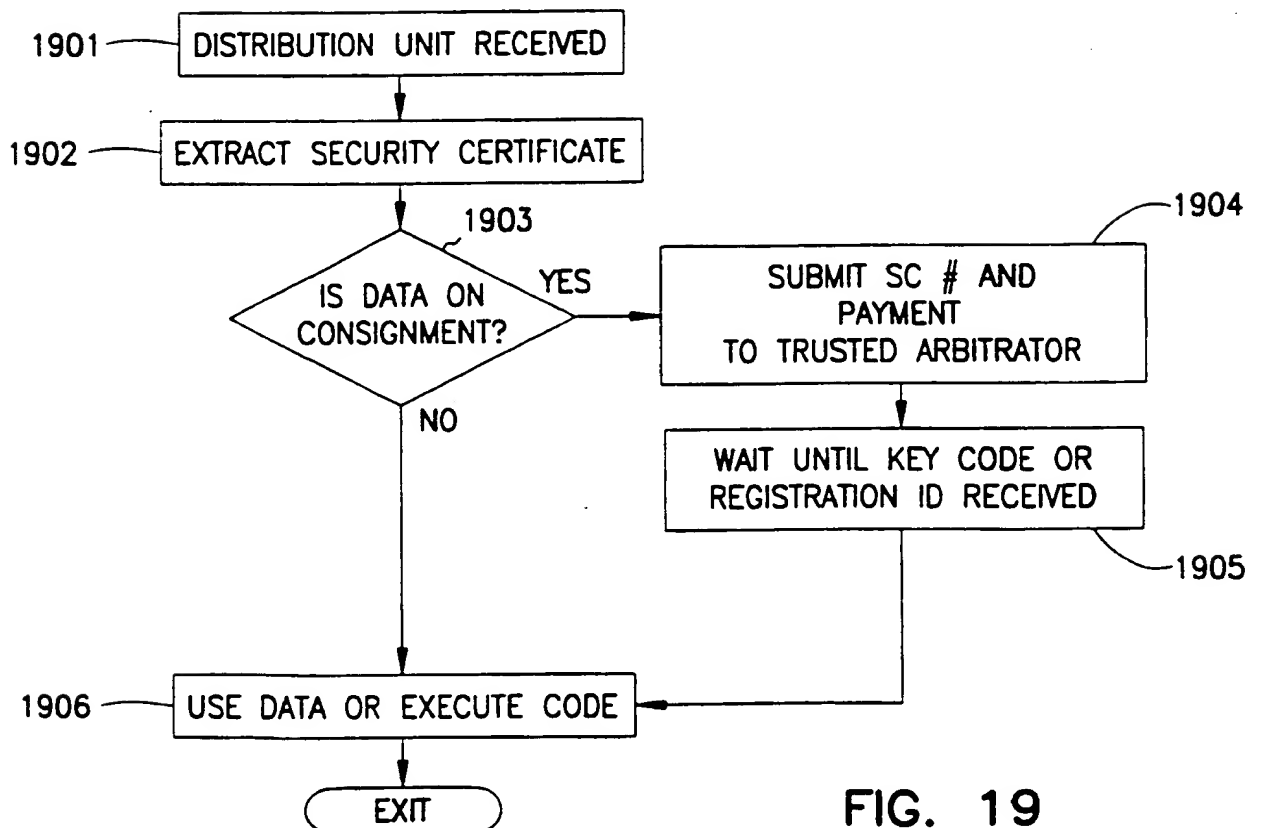 1901
DISTRIBUTION UNIT RECEIVED
1902
EXTRACT SECURITY CERTIFICATE
1903
IS DATA ON
CONSIGNMENT?
YES
NO
1904
SUBMIT SC # AND
PAYMENT
TO TRUSTED ARBITRATOR
WAIT UNTIL KEY CODE OR
REGISTRATION ID RECEIVED
1905
1906
USE DATA OR EXECUTE CODE
EXIT
FIG. 19